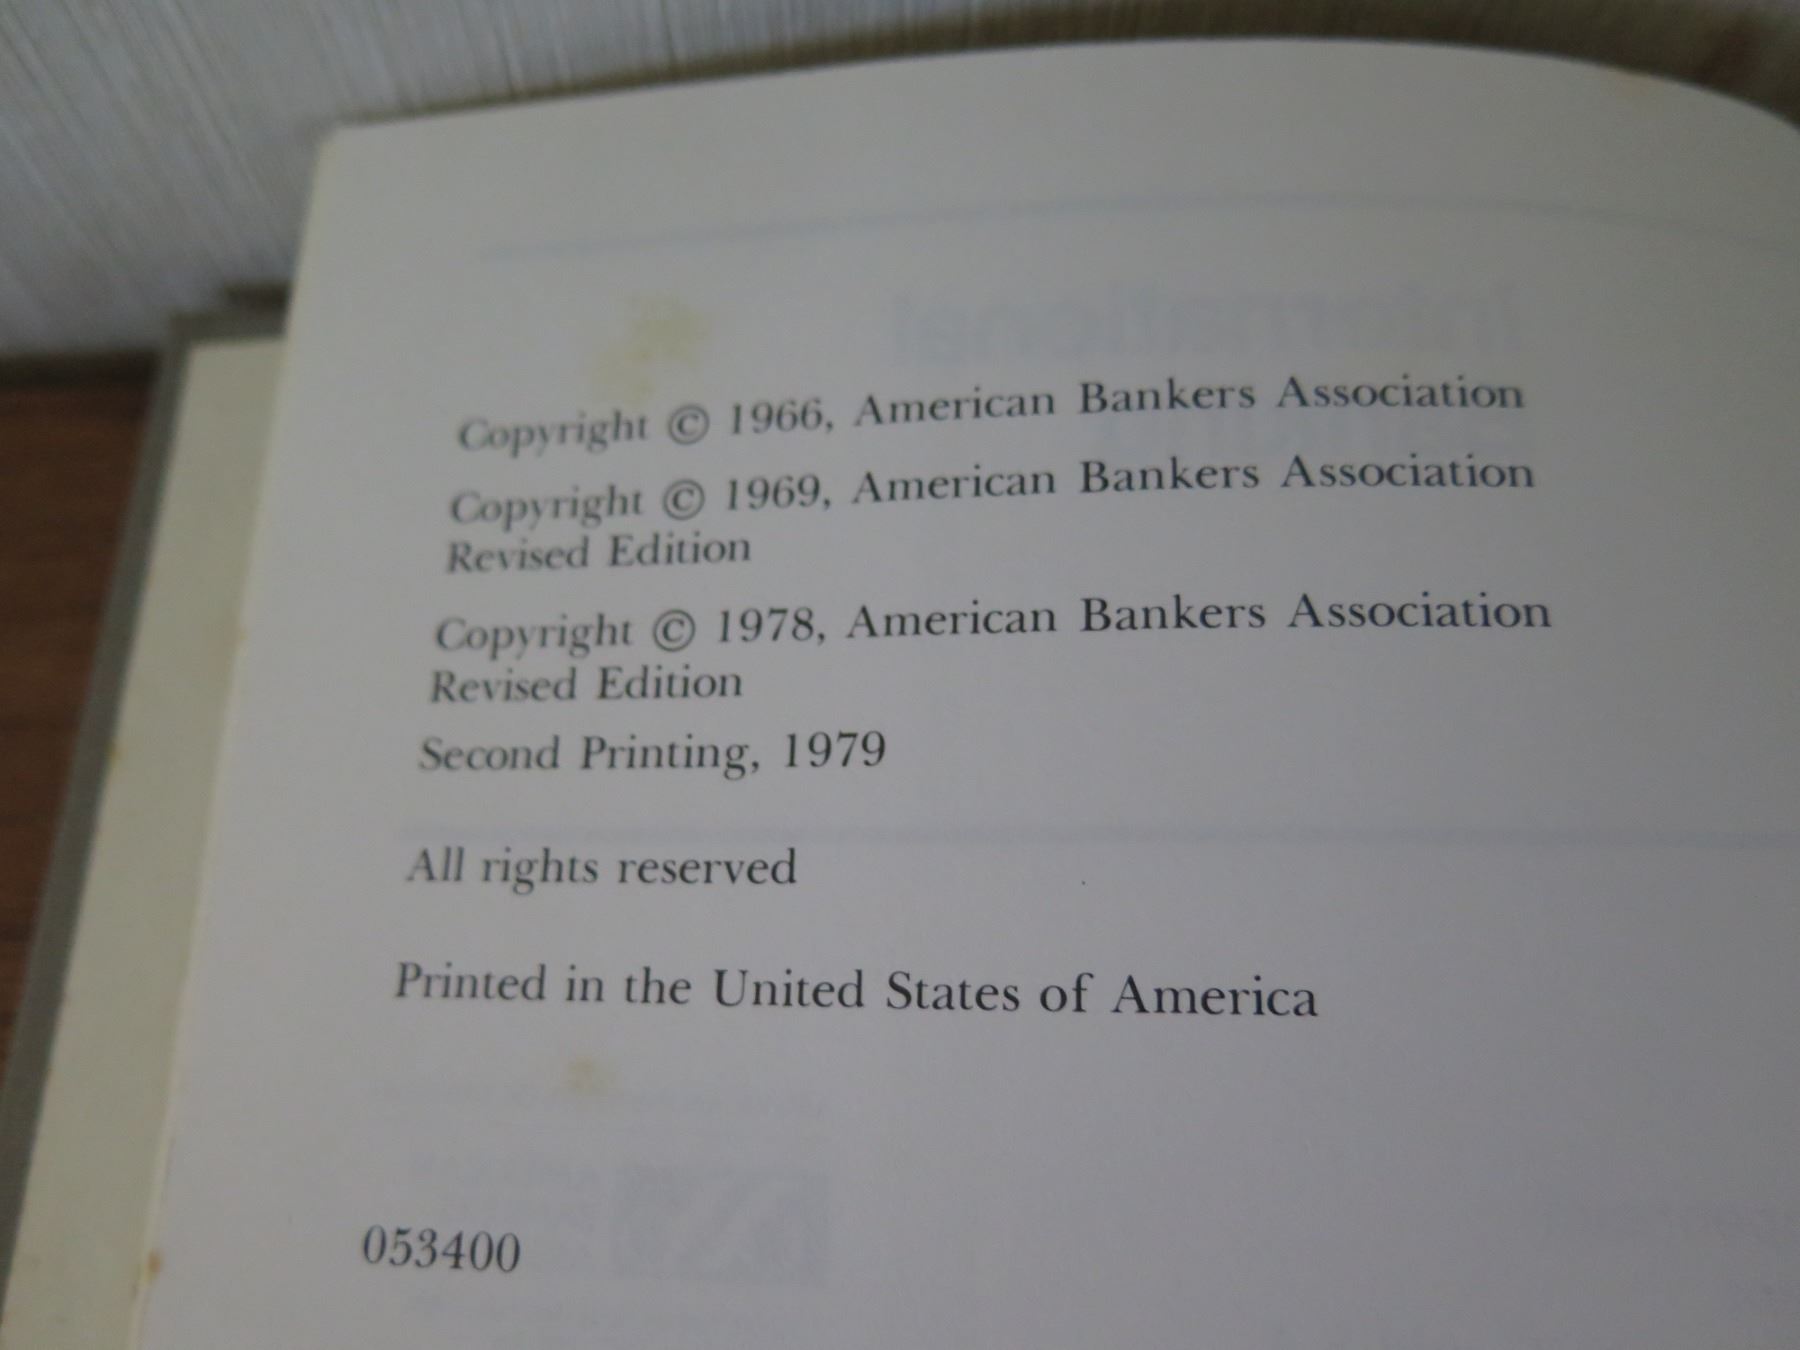 Copyright © 1966, American Bankers Association
Copyright © 1969, American Bankers Association
Revised Edition
Copyright © 1978, American Bankers Association
Revised Edition
Second Printing, 1979
All rights reserved
Printed in the United States of America
053400